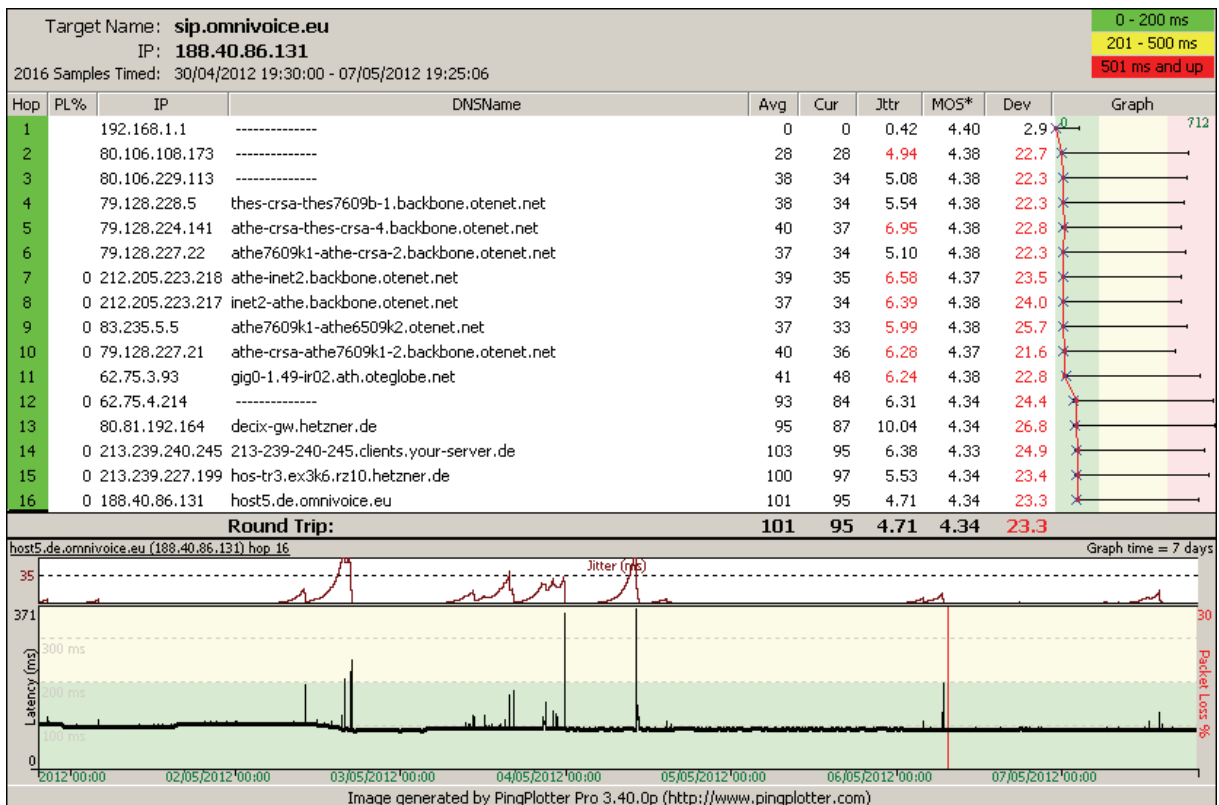 Target Name: sip.omnivoice.eu
IP: 188.40.86.131
2016 Samples Timed: 30/04/2012 19:30:00 - 07/05/2012 19:25:06
0 - 200 ms
201 - 500 ms
501 ms and up
Hop PL% IP DNSName Avg Cur Jttr MOS* Dev Graph
1 192.168.1.1 -------------- 0 0 0.42 4.40 2.9 0 712
2 80.106.108.173 -------------- 28 28 4.94 4.38 22.7
3 80.106.229.113 -------------- 38 34 5.08 4.38 22.3
4 79.128.228.5 thes-crsa-thes7609b-1.backbone.otenet.net 38 34 5.54 4.38 22.3
5 79.128.224.141 athe-crsa-thes-crsa-4.backbone.otenet.net 40 37 6.95 4.38 22.8
6 79.128.227.22 athe7609k1-athe-crsa-2.backbone.otenet.net 37 34 5.10 4.38 22.3
7 0 212.205.223.218 athe-inet2.backbone.otenet.net 39 35 6.58 4.37 23.5
8 0 212.205.223.217 inet2-athe.backbone.otenet.net 37 34 6.39 4.38 24.0
9 0 83.235.5.5 athe7609k1-athe6509k2.otenet.net 37 33 5.99 4.38 25.7
10 0 79.128.227.21 athe-crsa-athe7609k1-2.backbone.otenet.net 40 36 6.28 4.37 21.6
11 62.75.3.93 gig0-1.49-ir02.ath.oteglobe.net 41 48 6.24 4.38 22.8
12 0 62.75.4.214 -------------- 93 84 6.31 4.34 24.4
13 80.81.192.164 decix-gw.hetzner.de 95 87 10.04 4.34 26.8
14 0 213.239.240.245 213-239-240-245.clients.your-server.de 103 95 6.38 4.33 24.9
15 0 213.239.227.199 hos-tr3.ex3k6.rz10.hetzner.de 100 97 5.53 4.34 23.4
16 0 188.40.86.131 host5.de.omnivoice.eu 101 95 4.71 4.34 23.3
Round Trip: 101 95 4.71 4.34 23.3
host5.de.omnivoice.eu (188.40.86.131) hop 16 Graph time = 7 days
35 Jitter (ms)
371 30
300 ms
200 ms
100 ms
0
Latency (ms)
Packet Loss %
2012 00:00 02/05/2012 00:00 03/05/2012 00:00 04/05/2012 00:00 05/05/2012 00:00 06/05/2012 00:00 07/05/2012 00:00
Image generated by PingPlotter Pro 3.40.0p (http://www.pingplotter.com)